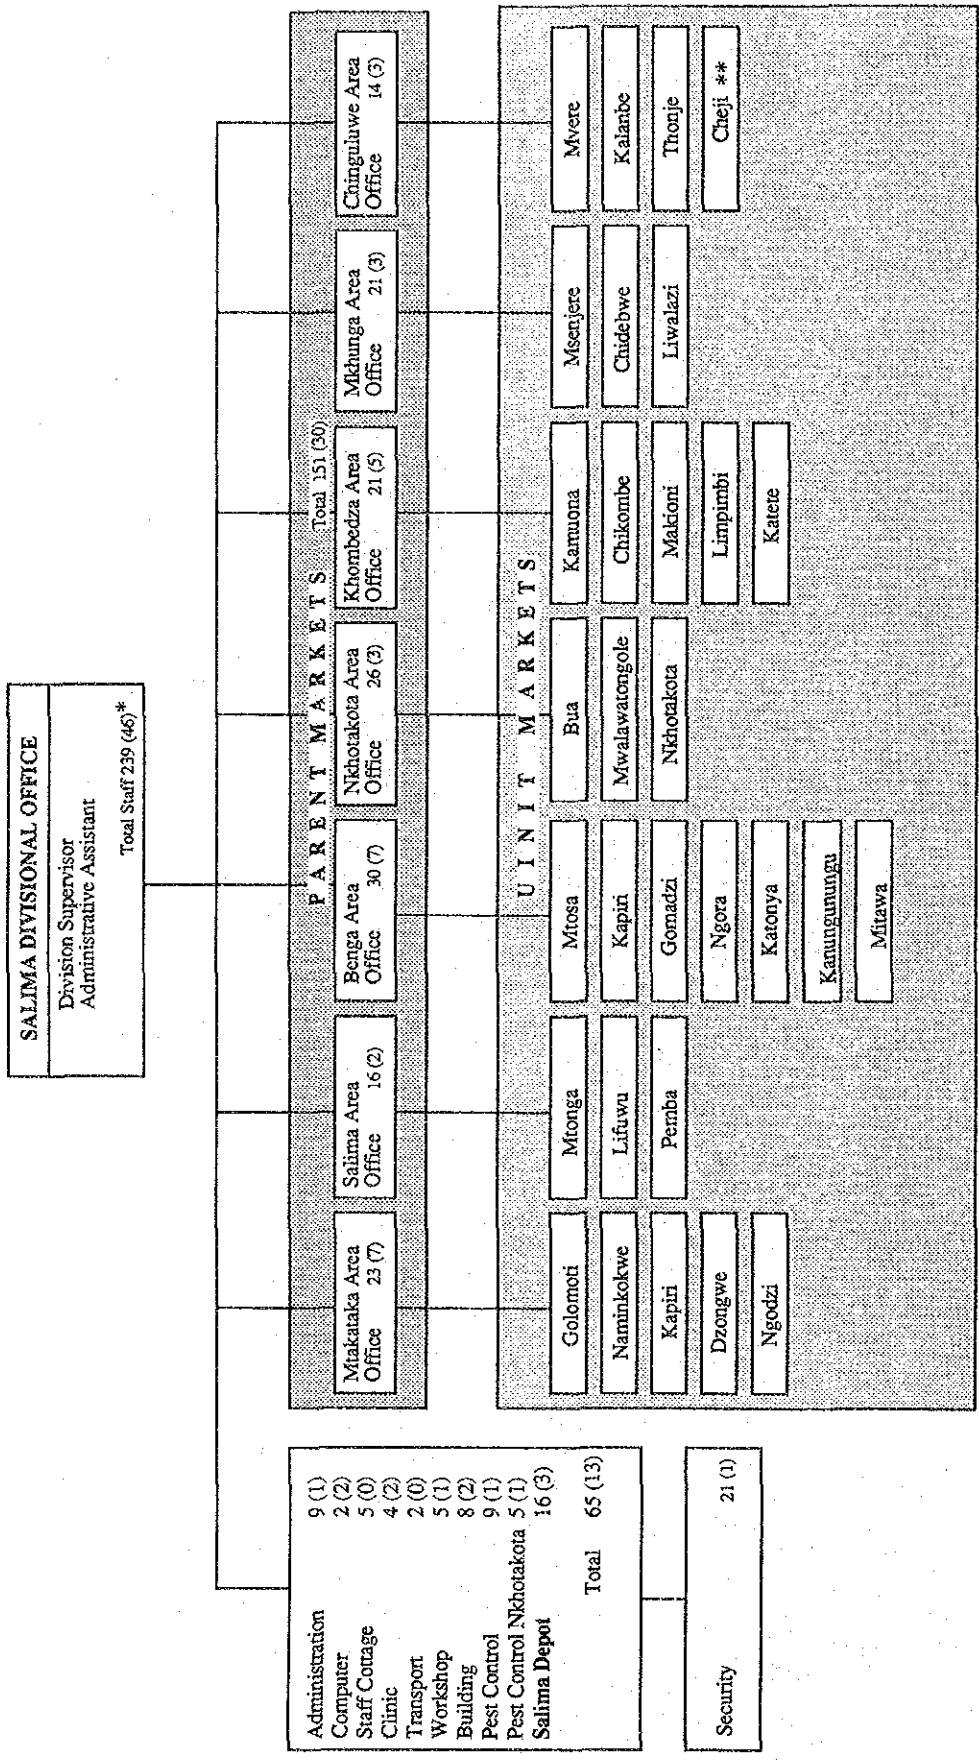 SALIMA DIVISIONAL OFFICE
Division Supervisor
Administrative Assistant
Total Staff 239 (46)*
Administration 9 (1)
Computer 2 (2)
Staff Cottage 5 (0)
Clinic 4 (2)
Transport 2 (0)
Workshop 5 (1)
Building 8 (2)
Pest Control 9 (1)
Pest Control Nkhotakota 5 (1)
Salima Depot 16 (3)
Total 65 (13)
Security 21 (1)
PARENT MARKETS Total 151 (30)
Mtakataka Area
Office 23 (7)
Salima Area
Office 16 (2)
Benga Area
Office 30 (7)
Nkhotakota Area
Office 26 (3)
Khombedza Area
Office 21 (5)
Mkhunga Area
Office 21 (3)
Chinguluwe Area
Office 14 (3)
UINIT MARKETS
Golomoti
Naminkokwe
Kapiri
Dzongwe
Ngodzi
Mtonga
Lifuwu
Pemba
Mtosa
Kapiri
Gomadzi
Ngora
Katonya
Kanungunungu
Mitawa
Bua
Mwalawatongole
Nkhotakota
Kamuona
Chikombe
Makioni
Limpimbi
Katete
Msenjere
Chidebwe
Liwalazi
Mvere
Kalanbe
Thonje
Cheji **